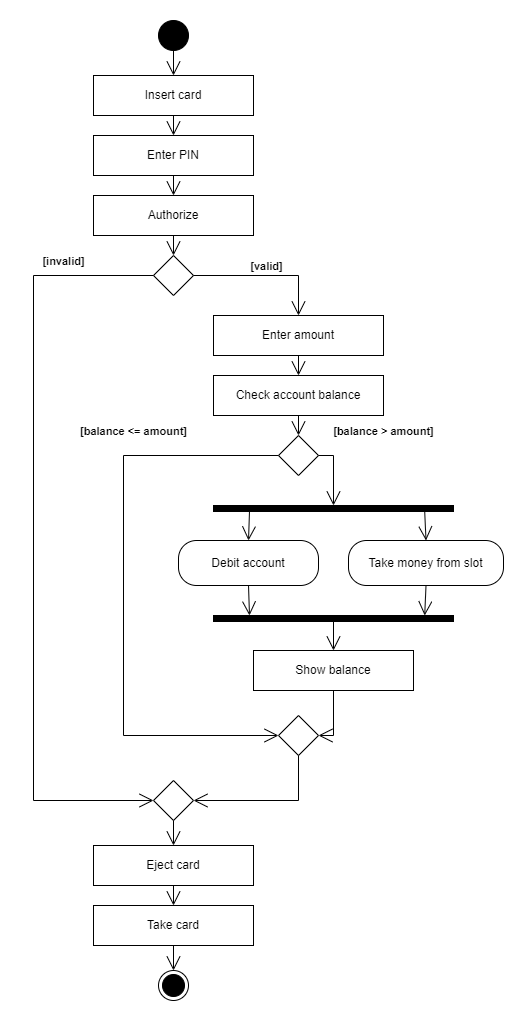 Insert card
Enter PIN
Authorize
[invalid]
[valid]
Enter amount
Check account balance
[balance <= amount]
[balance > amount]
Debit account
Take money from slot
Show balance
Eject card
Take card